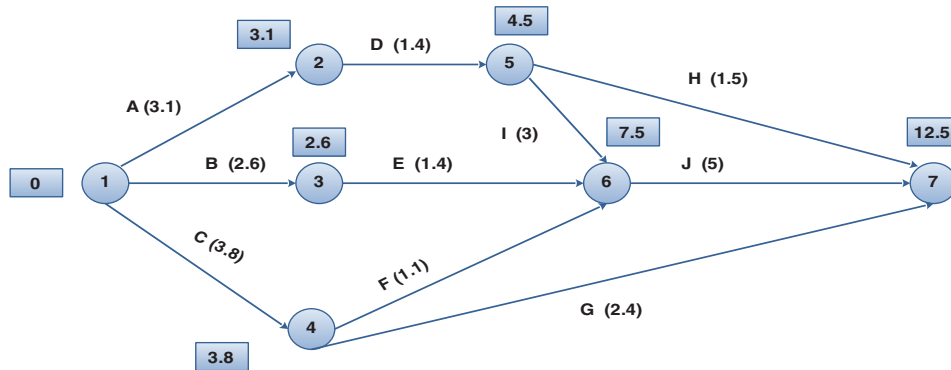 4.5
3.1
D (1.4)
2
5
H (1.5)
A (3.1)
I (3)
7.5
12.5
2.6
B (2.6)
E (1.4)
J (5)
0
1
3
6
7
C (3.8)
F (1.1)
G (2.4)
4
3.8